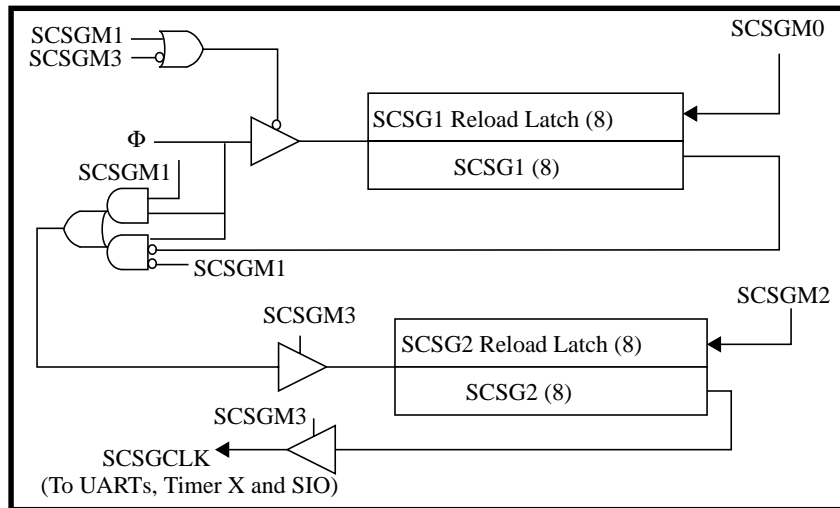 SCSGM1
SCSGM3
SCSGM0
SCSG1 Reload Latch (8)
Φ
SCSG1 (8)
SCSGM1
SCSGM1
SCSGM2
SCSGM3
SCSG2 Reload Latch (8)
SCSG2 (8)
SCSGM3
SCSGCLK
(To UARTs, Timer X and SIO)